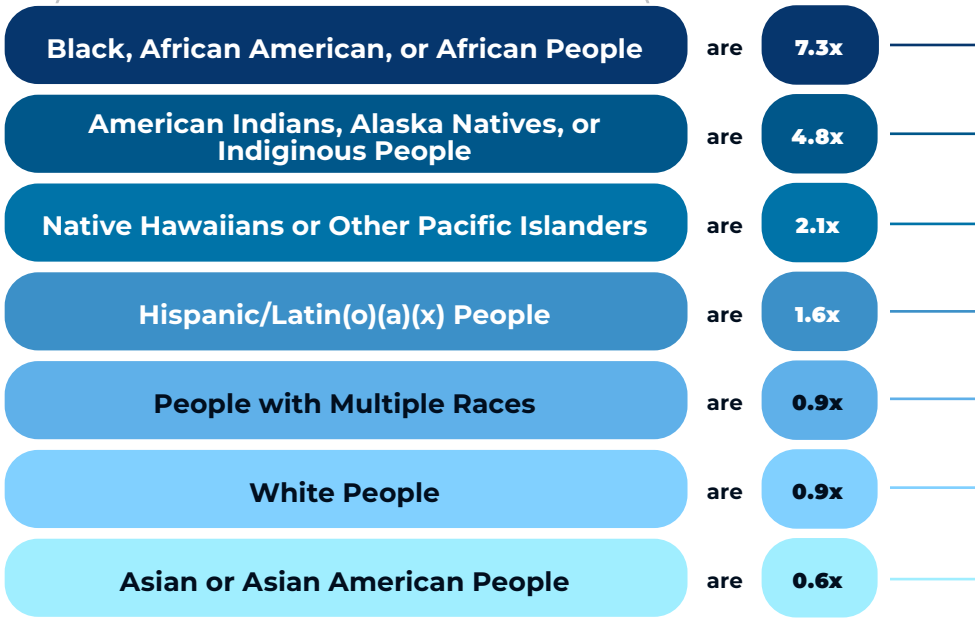 Black, African American, or African People are 7.3x
American Indians, Alaska Natives, or
Indiginous People are 4.8x
Native Hawaiians or Other Pacific Islanders are 2.1x
Hispanic/Latin(o)(a)(x) People are 1.6x
People with Multiple Races are 0.9x
White People are 0.9x
Asian or Asian American People are 0.6x